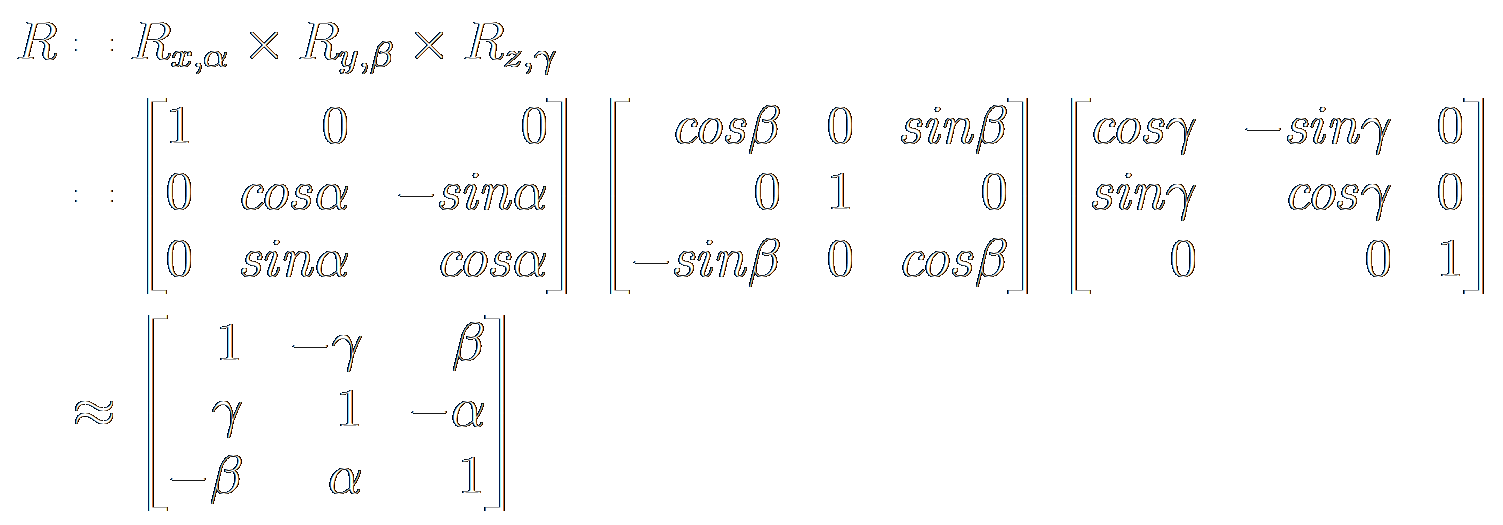 R = R_{x,α} × R_{y,β} × R_{z,γ}
= [1 0 0; 0 cosα −sinα; 0 sinα cosα] [cosβ 0 sinβ; 0 1 0; −sinβ 0 cosβ] [cosγ −sinγ 0; sinγ cosγ 0; 0 0 1]
≈ [1 −γ β; γ 1 −α; −β α 1]